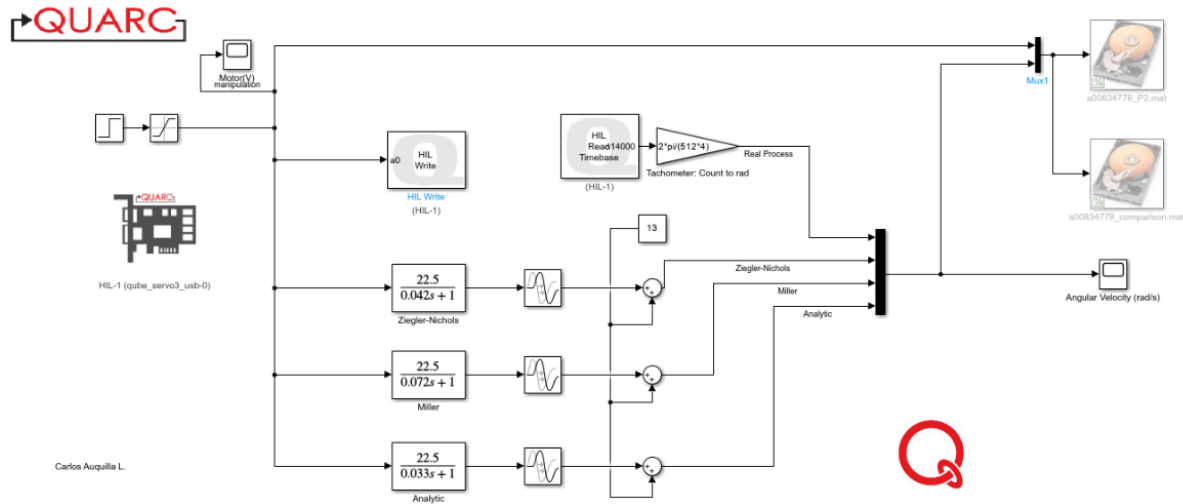 QUARC
Motor(V)
manipulation
Mux1
a00834778_P2.mat
a0
HIL
Write
HIL Write
(HIL-1)
HIL
Read
Timebase
o14000
(HIL-1)
2*pi/(512*4)
Tachometer: Count to rad
Real Process
a00834778_comparison.mat
QUARC
HIL-1 (qube_servo3_usb-0)
13
22.5
0.042s + 1
Ziegler-Nichols
Ziegler-Nichols
Miller
Analytic
Angular Velocity (rad/s)
22.5
0.072s + 1
Miller
22.5
0.033s + 1
Analytic
Carlos Auquilla L.